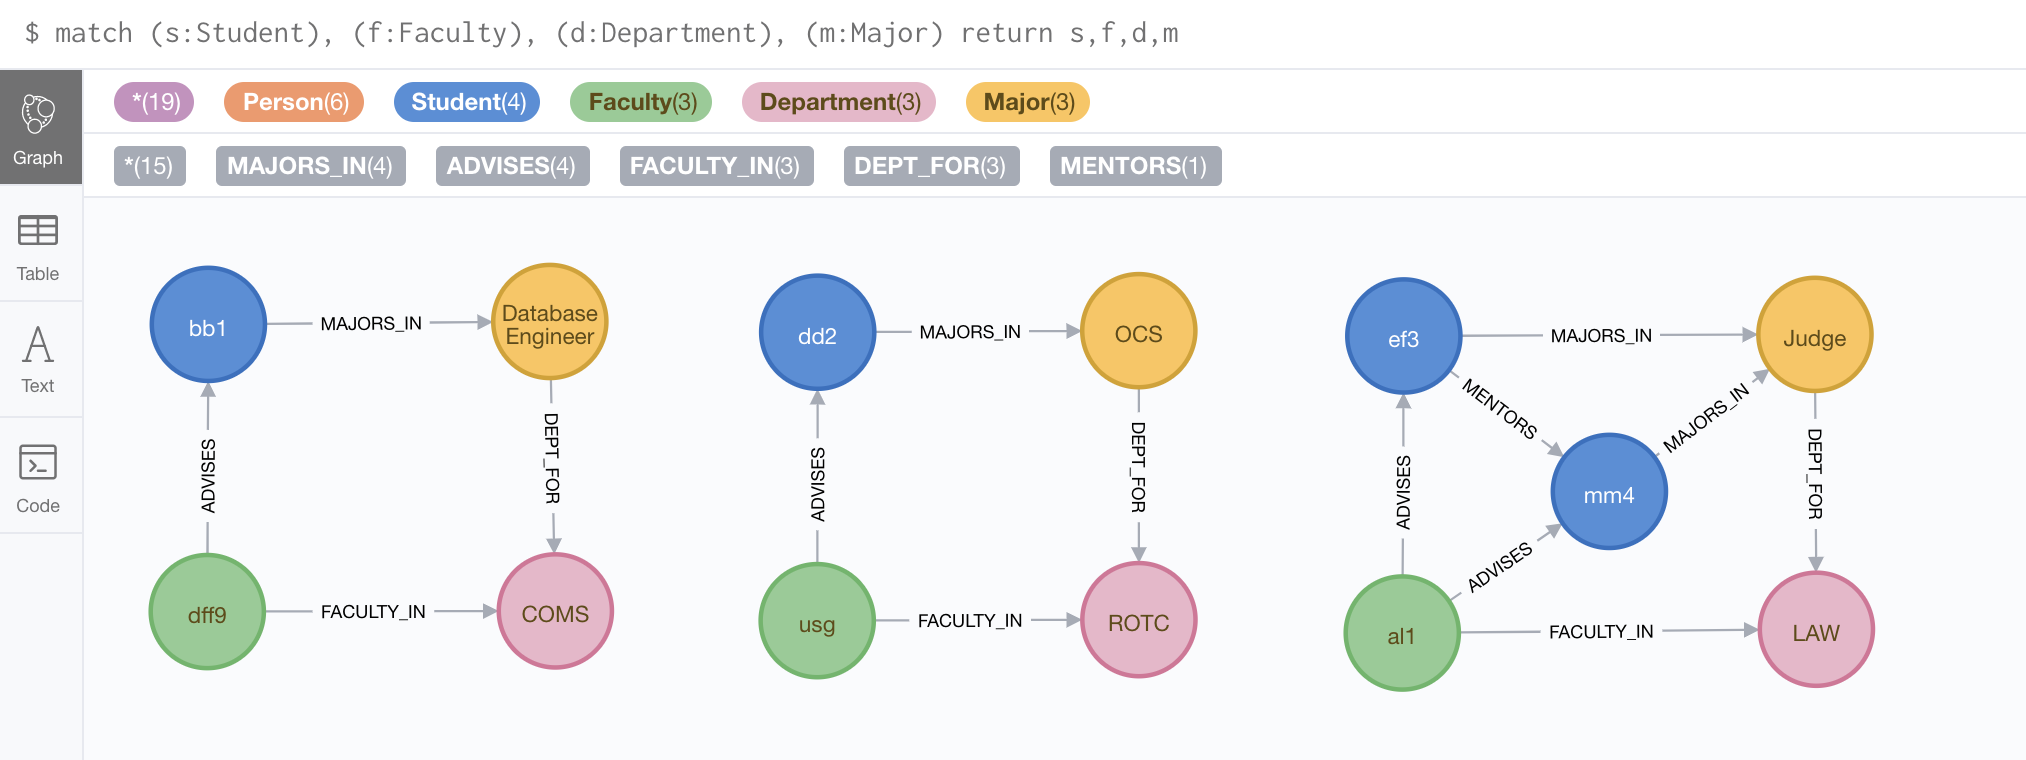 $ match (s:Student), (f:Faculty), (d:Department), (m:Major) return s,f,d,m
*(19) Person(6) Student(4) Faculty(3) Department(3) Major(3)
*(15) MAJORS_IN(4) ADVISES(4) FACULTY_IN(3) DEPT_FOR(3) MENTORS(1)
Graph
Table
Text
Code
bb1
MAJORS_IN
Database
Engineer
ADVISES
DEPT_FOR
dff9
FACULTY_IN
COMS
dd2
MAJORS_IN
OCS
ADVISES
DEPT_FOR
usg
FACULTY_IN
ROTC
ef3
MAJORS_IN
Judge
MENTORS
MAJORS_IN
mm4
ADVISES
ADVISES
DEPT_FOR
al1
FACULTY_IN
LAW